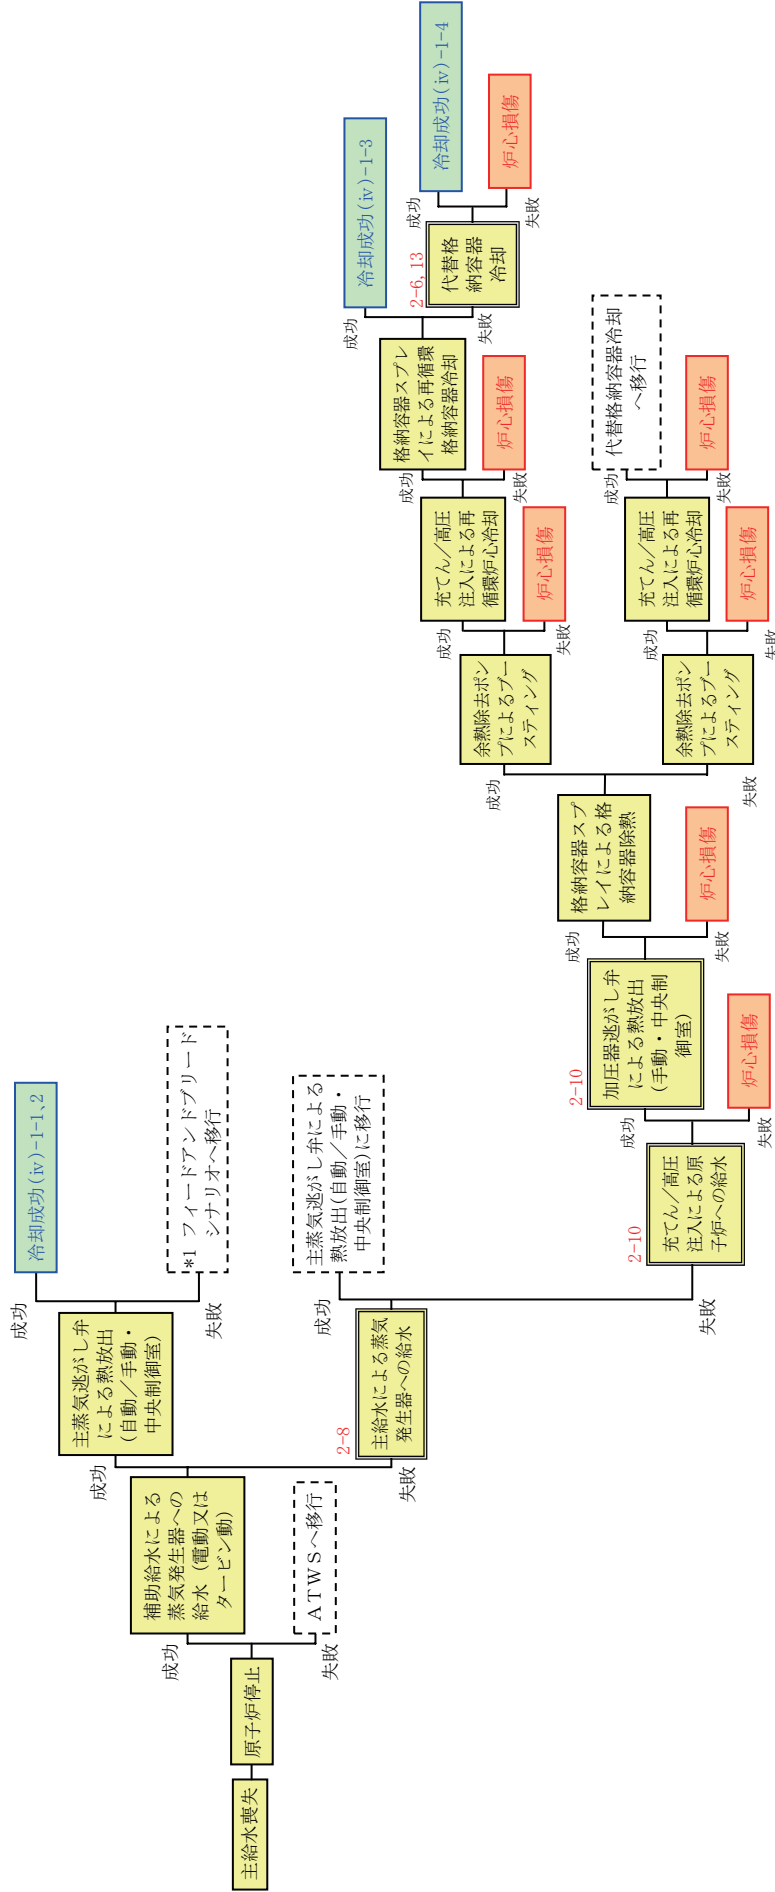 主給水喪失
原子炉停止
成功
失敗
ATWSへ移行
補助給水による
蒸気発生器への
給水（電動又は
タービン動）
成功
失敗
主蒸気逃がし弁
による熱放出
(自動／手動・
中央制御室)
成功
失敗
冷却成功(ⅳ)-1-1,2
*1 フィードアンドブリード
シナリオへ移行
2-8
主給水による蒸気
発生器への給水
成功
失敗
主蒸気逃がし弁による
熱放出(自動／手動・
中央制御室)に移行
2-10
充てん／高圧
注入による原
子炉への給水
成功
失敗
炉心損傷
2-10
加圧器逃がし弁
による熱放出
(手動・中央制
御室)
成功
失敗
炉心損傷
格納容器スプ
レイによる格
納容器除熱
成功
失敗
余熱除去ポン
プによるブー
スティング
成功
失敗
炉心損傷
充てん／高圧
注入による再
循環炉心冷却
成功
失敗
炉心損傷
格納容器スプレ
イによる再循環
格納容器冷却
成功
失敗
冷却成功(ⅳ)-1-3
2-6,13
代替格
納容器
冷却
成功
失敗
冷却成功(ⅳ)-1-4
炉心損傷
余熱除去ポン
プによるブー
スティング
成功
失敗
炉心損傷
充てん／高圧
注入による再
循環炉心冷却
成功
失敗
代替格納容器冷却
へ移行
炉心損傷